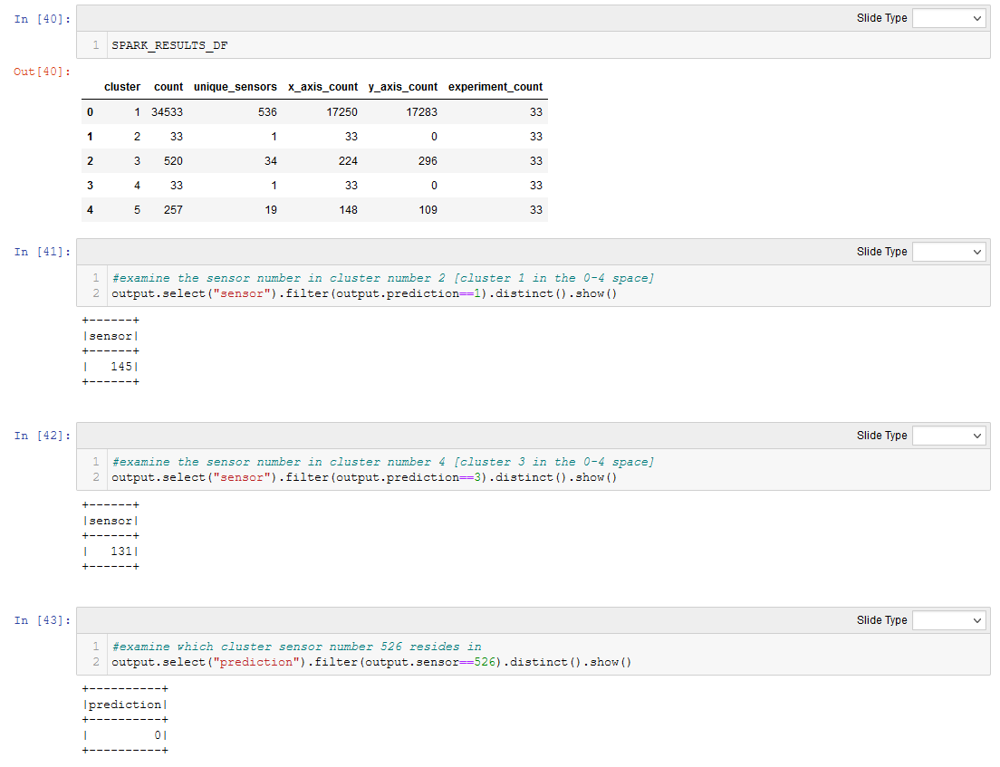 In [40]:
Slide Type
1 SPARK_RESULTS_DF
Out[40]:
cluster count unique_sensors x_axis_count y_axis_count experiment_count
0 1 34533 536 17250 17283 33
1 2 33 1 33 0 33
2 3 520 34 224 296 33
3 4 33 1 33 0 33
4 5 257 19 148 109 33
In [41]:
Slide Type
1 #examine the sensor number in cluster number 2 [cluster 1 in the 0-4 space]
2 output.select("sensor").filter(output.prediction==1).distinct().show()
+------+
|sensor|
+------+
|   145|
+------+
In [42]:
Slide Type
1 #examine the sensor number in cluster number 4 [cluster 3 in the 0-4 space]
2 output.select("sensor").filter(output.prediction==3).distinct().show()
+------+
|sensor|
+------+
|   131|
+------+
In [43]:
Slide Type
1 #examine which cluster sensor number 526 resides in
2 output.select("prediction").filter(output.sensor==526).distinct().show()
+----------+
|prediction|
+----------+
|         0|
+----------+